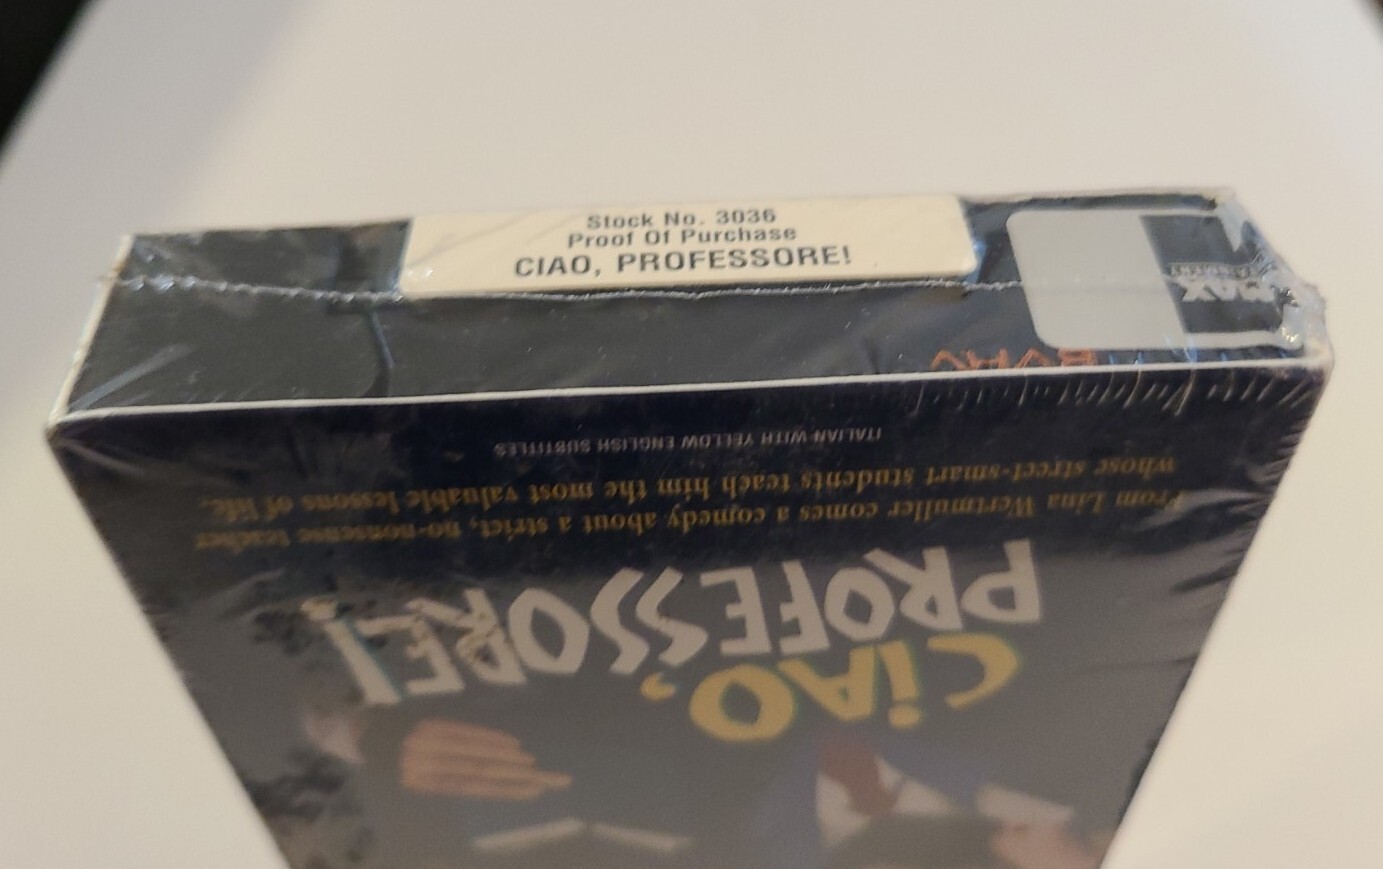 Stock No. 3036
Proof Of Purchase
CIAO, PROFESSORE!
MAX
CIAO,
PROFESSORE!
From Lina Wertmuller comes a comedy about a strict, no-nonsense teacher
whose street-smart students teach him the most valuable lessons of life.
ITALIAN WITH YELLOW ENGLISH SUBTITLES